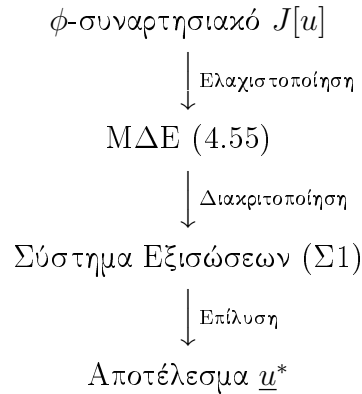 ϕ-συναρτησιακό J[u]
Ελαχιστοποίηση
ΜΔΕ (4.55)
Διακριτοποίηση
Σύστημα Εξισώσεων (Σ1)
Επίλυση
Αποτέλεσμα u*